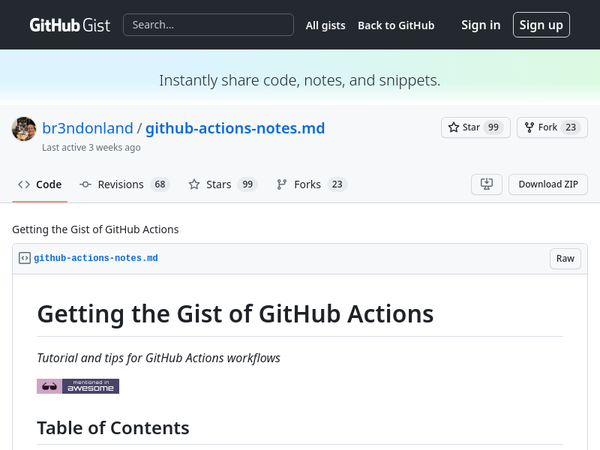 GitHub Gist
Search...
All gists
Back to GitHub
Sign in
Sign up
Instantly share code, notes, and snippets.
br3ndonland / github-actions-notes.md
Star 99
Fork 23
Last active 3 weeks ago
Code
Revisions 68
Stars 99
Forks 23
Download ZIP
Getting the Gist of GitHub Actions
github-actions-notes.md
Raw
Getting the Gist of GitHub Actions
Tutorial and tips for GitHub Actions workflows
mentioned in
awesome
Table of Contents